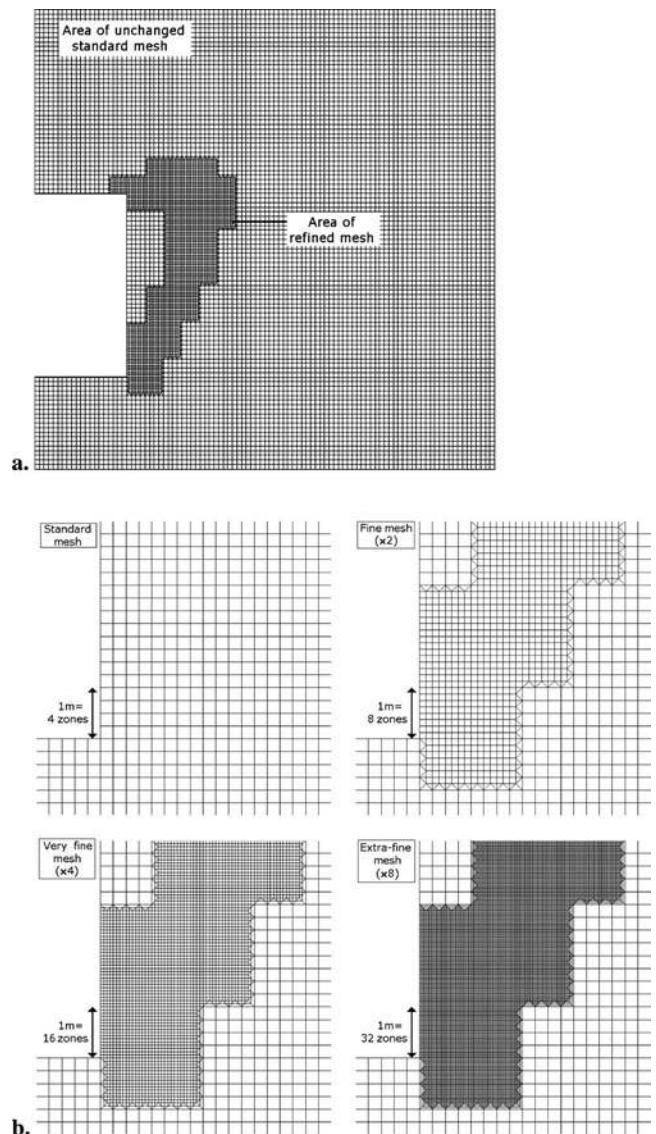 Area of unchanged
standard mesh
Area of
refined mesh
a.
Standard
mesh
1m=
4 zones
Fine mesh
(×2)
1m=
8 zones
Very fine
mesh
(×4)
1m=
16 zones
Extra-fine
mesh
(×8)
1m=
32 zones
b.